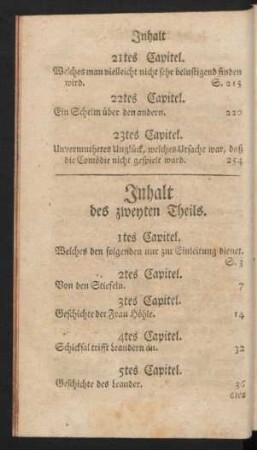 Inhalt
21tes Capitel.
Welches man vielleicht nicht sehr belustigend finden
wird. S. 215
22tes Capitel.
Ein Schelm über den andern. 220
23tes Capitel.
Unvermuthetes Unglück, welches Ursache war, daß
die Comödie nicht gespielt ward. 254
Inhalt
des zweyten Theils.
1tes Capitel.
Welches den folgenden nur zur Einleitung dienet.
S. 3
2tes Capitel.
Von den Stiefeln. 7
3tes Capitel.
Geschichte der Frau Höhle. 14
4tes Capitel.
Schicksal trifft Leandern an. 32
5tes Capitel.
Geschichte des Leander. 36